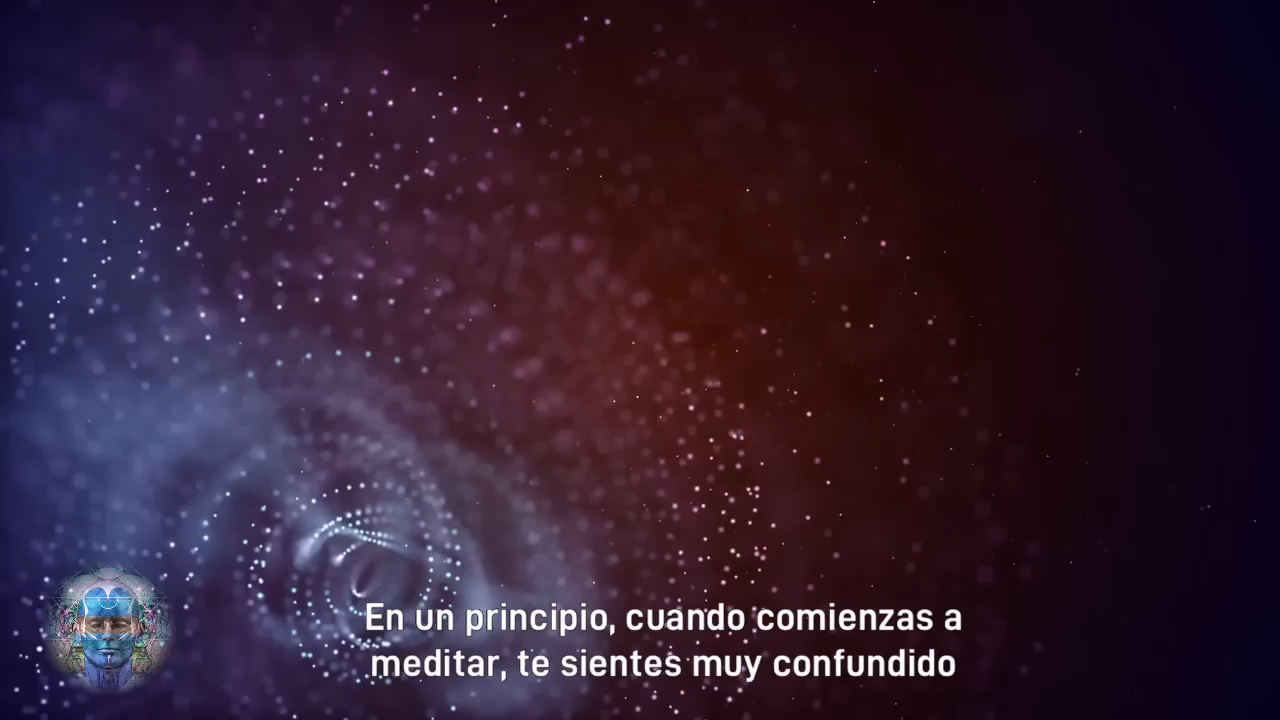 En un principio, cuando comienzas a
meditar, te sientes muy confundido